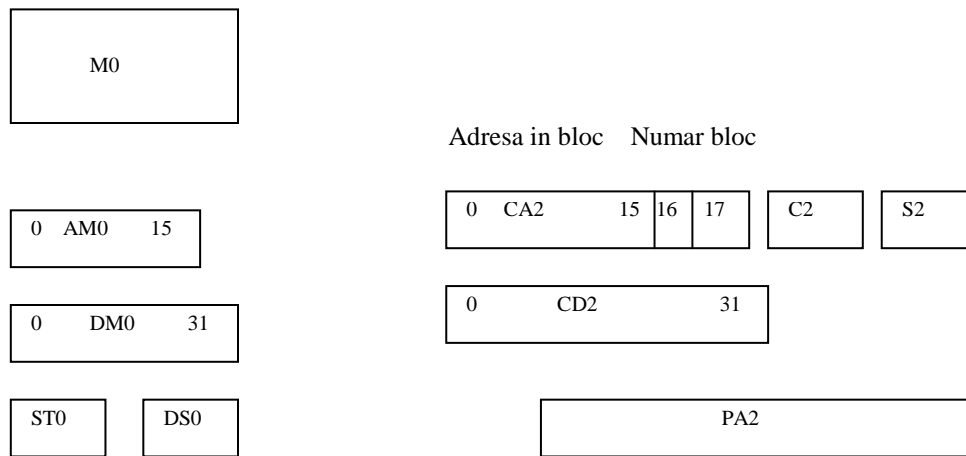 M0
Adresa in bloc Numar bloc
0 CA2 15 16 17 C2 S2
0 AM0 15
0 CD2 31
0 DM0 31
ST0 DS0 PA2